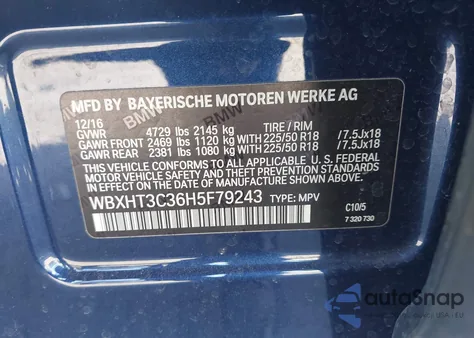 MFD BY BAYERISCHE MOTOREN WERKE AG
12/16
GVWR 4729 lbs 2145 kg TIRE / RIM
GAWR FRONT 2469 lbs 1120 kg WITH 225/50 R18 /7.5Jx18
GAWR REAR 2381 lbs 1080 kg WITH 225/50 R18 /7.5Jx18
THIS VEHICLE CONFORMS TO ALL APPLICABLE U.S. FEDERAL
MOTOR VEHICLE SAFETY, BUMPER, AND THEFT PREVENTION
STANDARDS IN EFFECT ON THE DATE OF MANUFACTURE
SHOWN ABOVE.
WBXHT3C36H5F79243 TYPE: MPV
C10/5
7 320 730
autoSnap